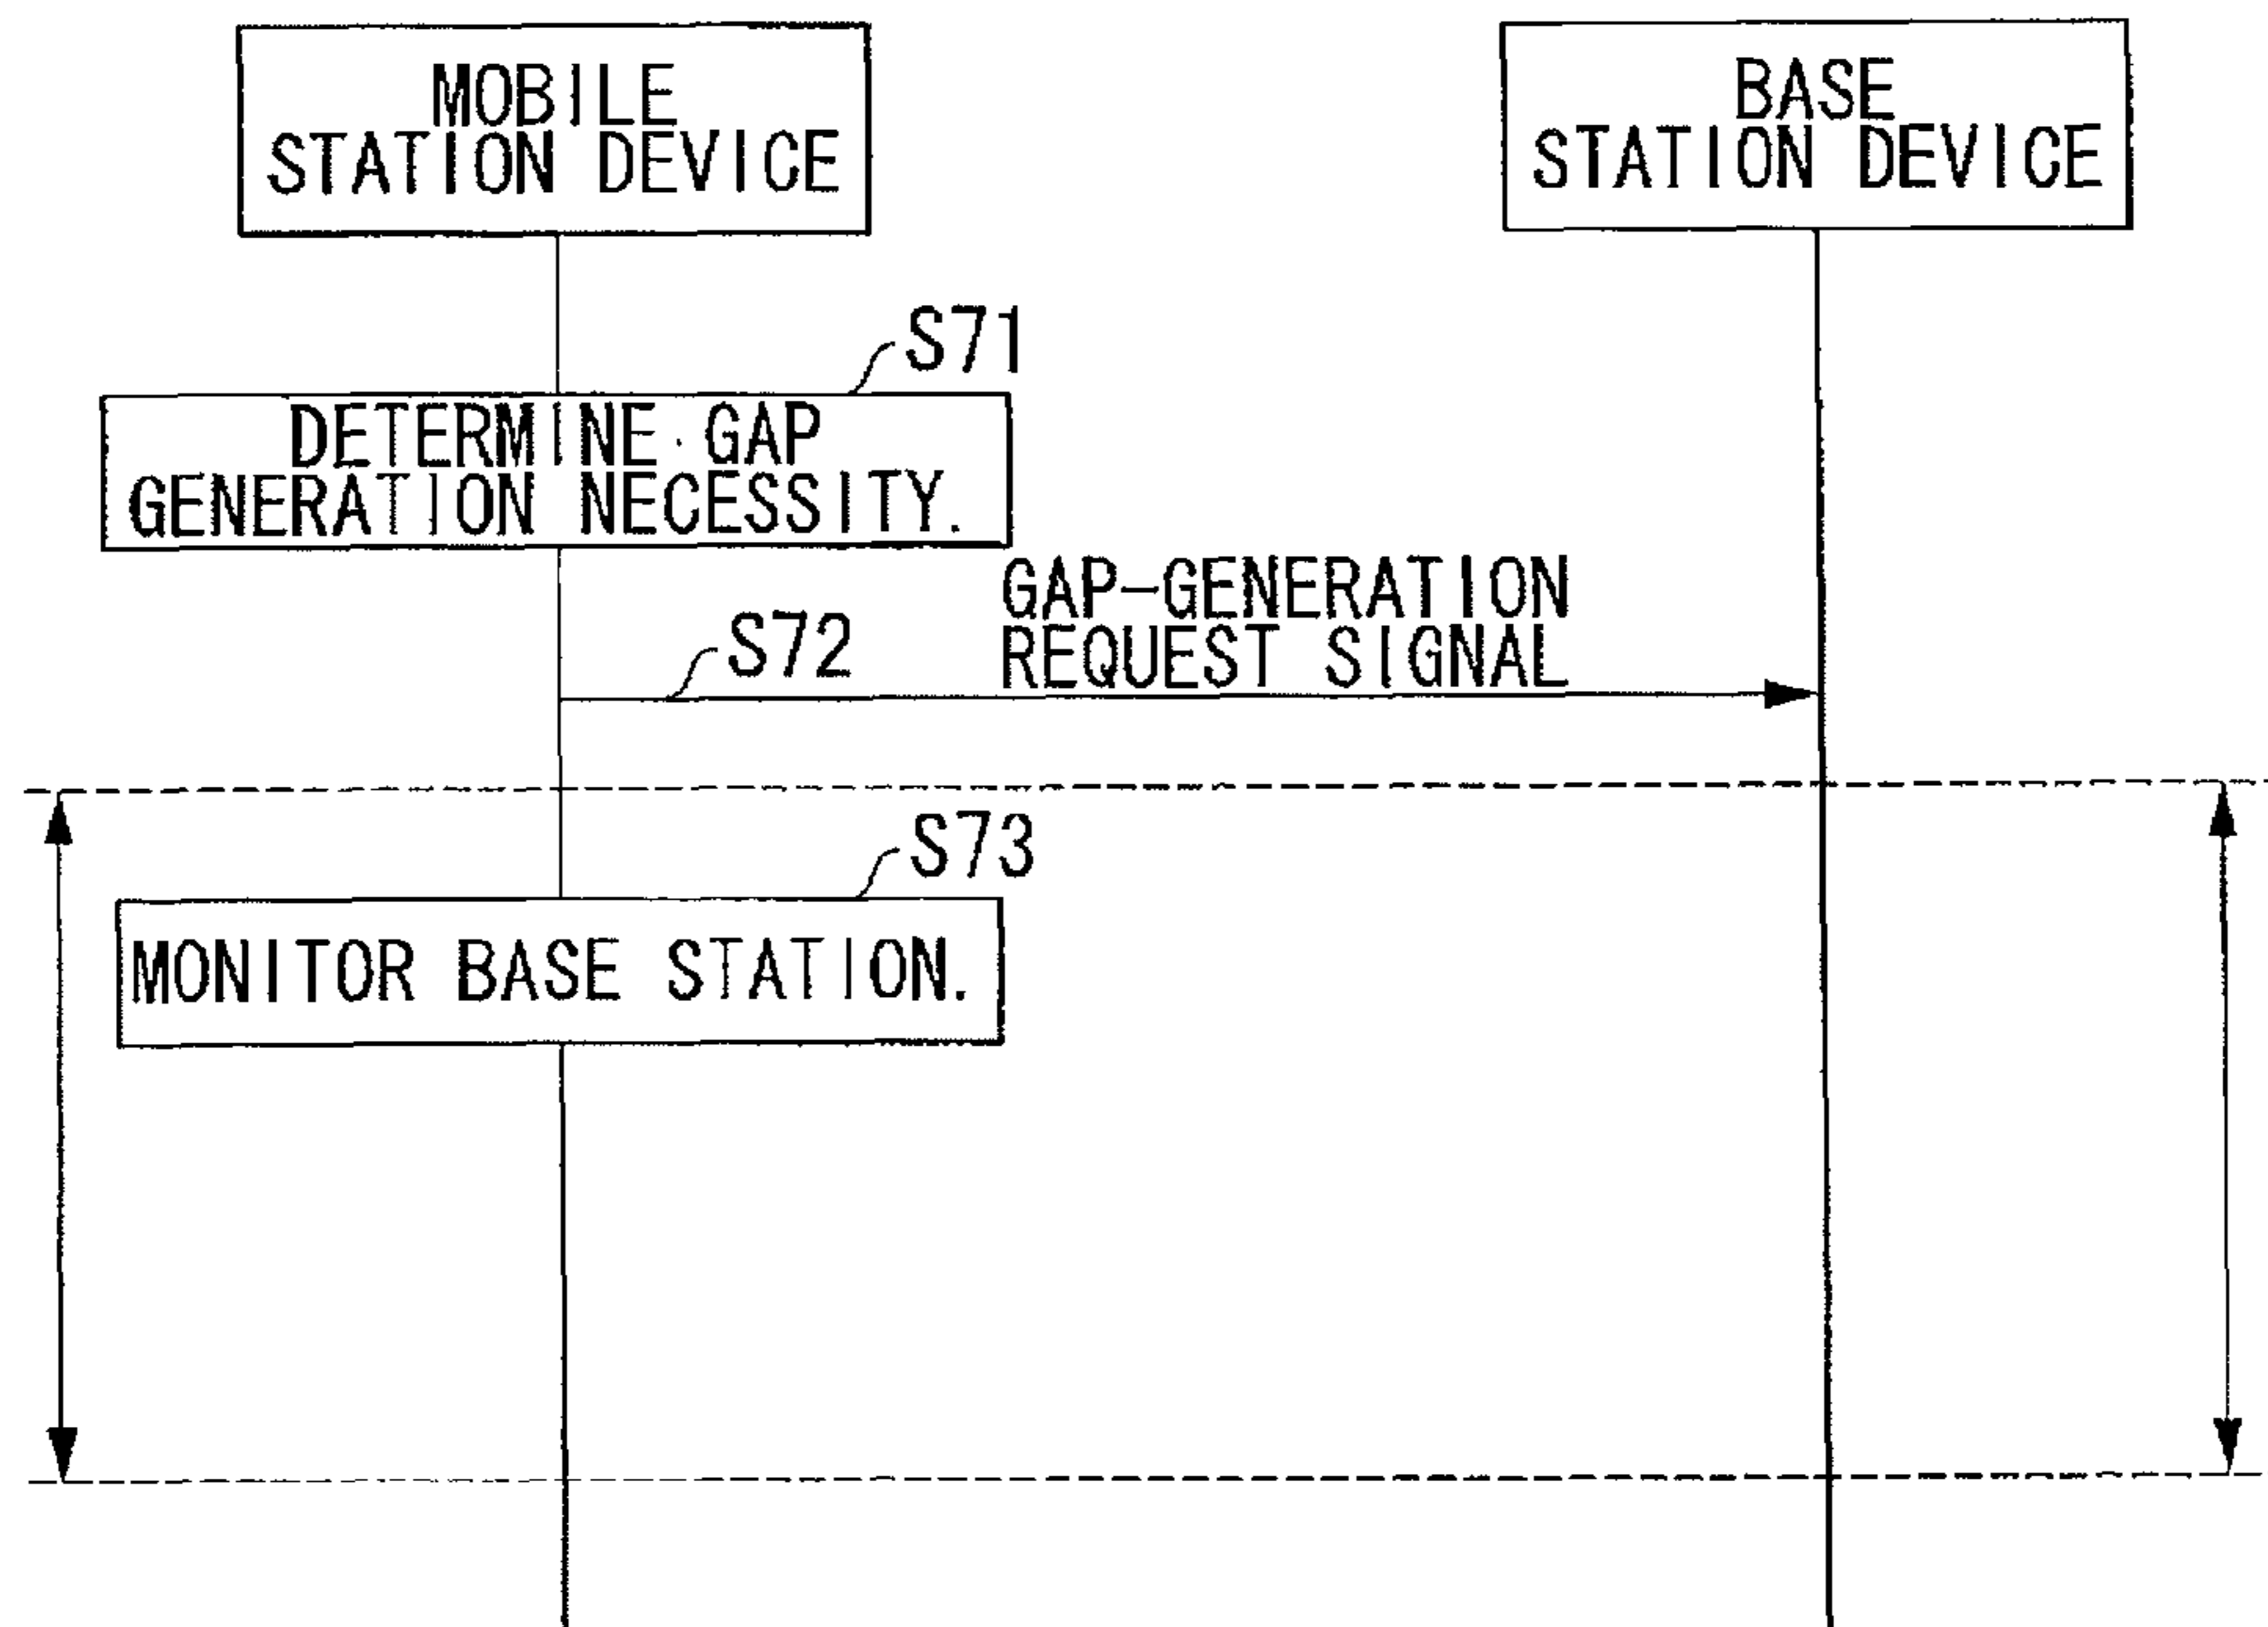 MOBILE
STATION DEVICE
BASE
STATION DEVICE
S71
DETERMINE GAP
GENERATION NECESSITY.
GAP-GENERATION
REQUEST SIGNAL
S72
S73
MONITOR BASE STATION.